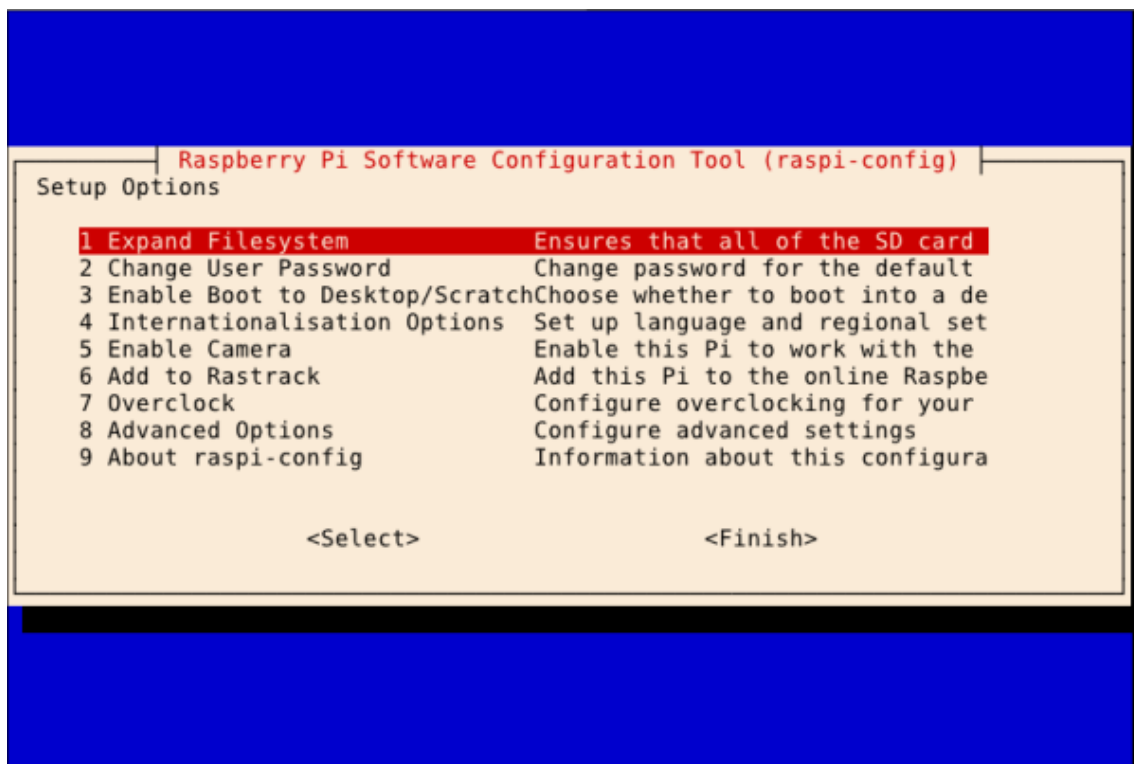 Raspberry Pi Software Configuration Tool (raspi-config)
Setup Options
1 Expand Filesystem Ensures that all of the SD card
2 Change User Password Change password for the default
3 Enable Boot to Desktop/ScratchChoose whether to boot into a de
4 Internationalisation Options Set up language and regional set
5 Enable Camera Enable this Pi to work with the
6 Add to Rastrack Add this Pi to the online Raspbe
7 Overclock Configure overclocking for your
8 Advanced Options Configure advanced settings
9 About raspi-config Information about this configura
<Select> <Finish>